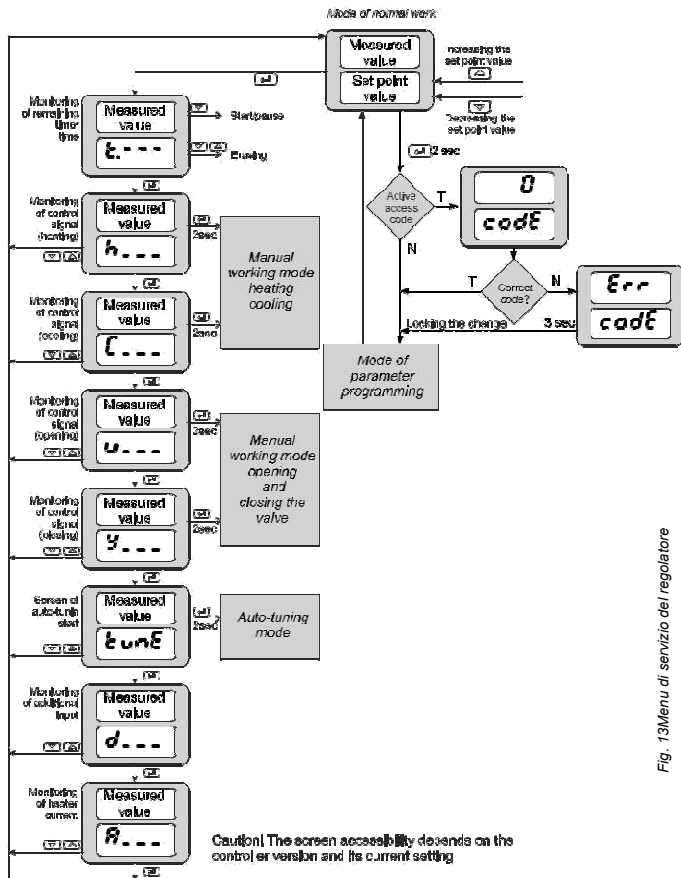 Mode of normal work
Measured
value
Set point
value
Increasing the
set point value
Decreasing the
set point value
2 sec
Active
access
code
T
N
0
codE
Correct
code?
T
N
Err
codE
Locking the change
3 sec
Mode of
parameter
programming
Monitoring
of remaining
timer
time
Measured
value
t.---
Start/pause
Erasing
Monitoring
of control
signal
(heating)
Measured
value
h---
2sec
Manual
working mode
heating
cooling
Monitoring
of control
signal
(cooling)
Measured
value
C---
2sec
Monitoring
of control
signal
(opening)
Measured
value
u---
2sec
Manual
working mode
opening
and
closing the
valve
Monitoring
of control
signal
(closing)
Measured
value
y---
2sec
Screen of
auto-tunin
start
Measured
value
tunE
2sec
Auto-tuning
mode
Monitoring
of additional
input
Measured
value
d---
Monitoring
of heater
current
Measured
value
A---
Caution! The screen accessibility depends on the
controller version and its current setting
Fig. 13Menu di servizio del regolatore